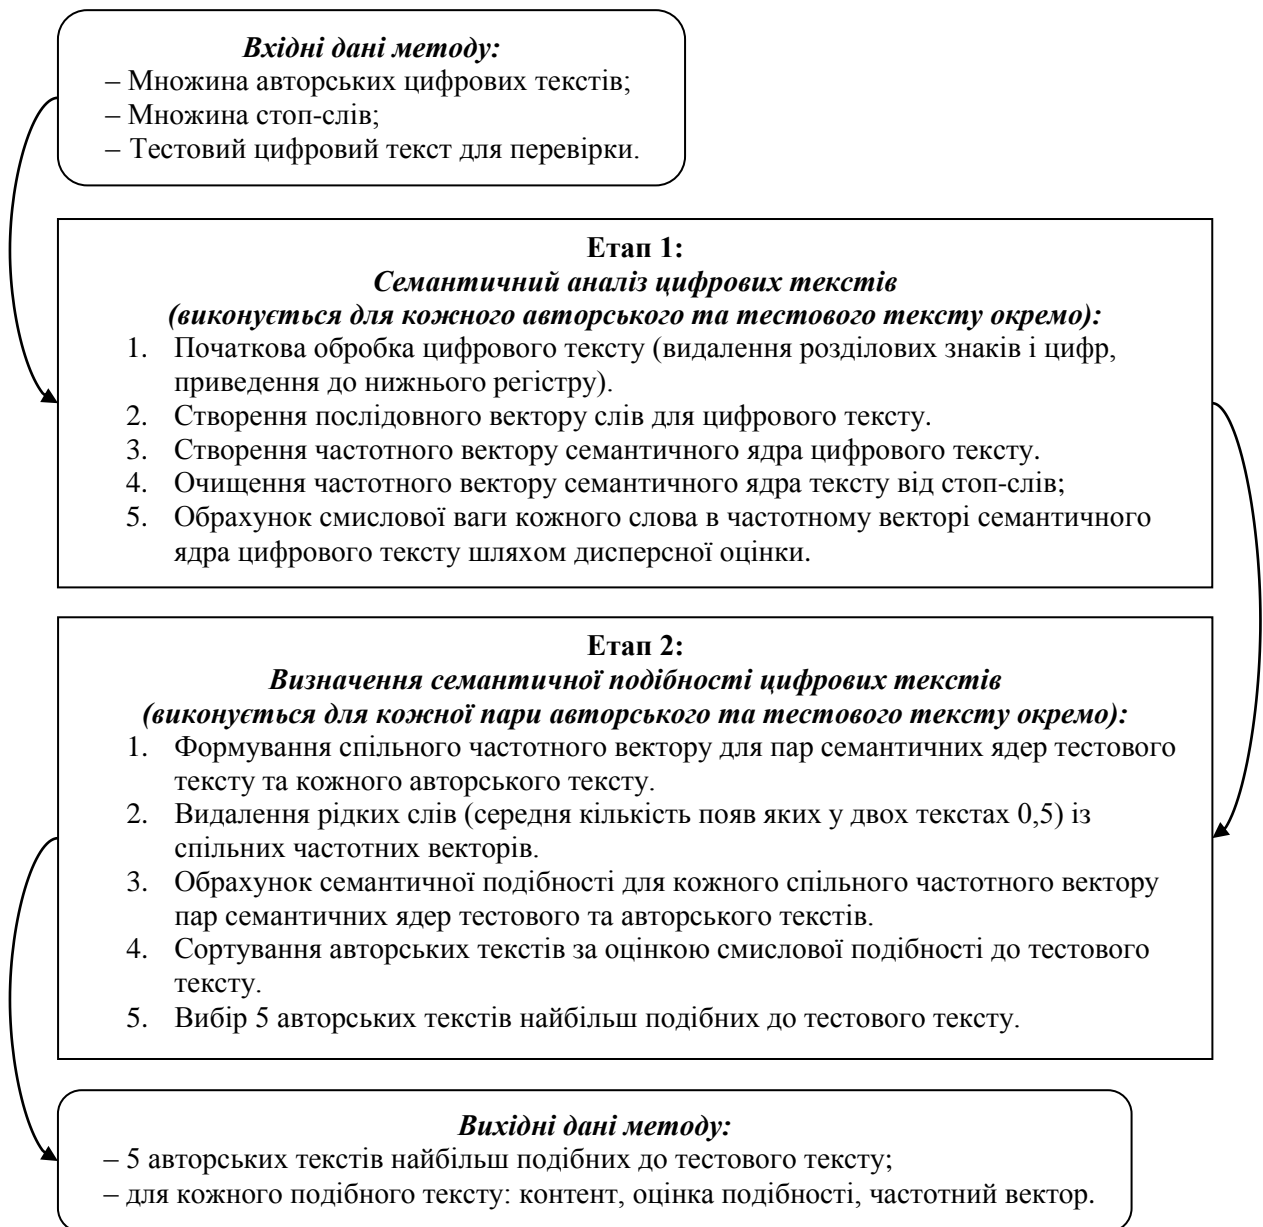 Вхідні дані методу:
– Множина авторських цифрових текстів;
– Множина стоп-слів;
– Тестовий цифровий текст для перевірки.
Етап 1:
Семантичний аналіз цифрових текстів
(виконується для кожного авторського та тестового тексту окремо):
1. Початкова обробка цифрового тексту (видалення розділових знаків і цифр,
приведення до нижнього регістру).
2. Створення послідовного вектору слів для цифрового тексту.
3. Створення частотного вектору семантичного ядра цифрового тексту.
4. Очищення частотного вектору семантичного ядра тексту від стоп-слів;
5. Обрахунок смислової ваги кожного слова в частотному векторі семантичного
ядра цифрового тексту шляхом дисперсної оцінки.
Етап 2:
Визначення семантичної подібності цифрових текстів
(виконується для кожної пари авторського та тестового тексту окремо):
1. Формування спільного частотного вектору для пар семантичних ядер тестового
тексту та кожного авторського тексту.
2. Видалення рідких слів (середня кількість появ яких у двох текстах 0,5) із
спільних частотних векторів.
3. Обрахунок семантичної подібності для кожного спільного частотного вектору
пар семантичних ядер тестового та авторського текстів.
4. Сортування авторських текстів за оцінкою смислової подібності до тестового
тексту.
5. Вибір 5 авторських текстів найбільш подібних до тестового тексту.
Вихідні дані методу:
– 5 авторських текстів найбільш подібних до тестового тексту;
– для кожного подібного тексту: контент, оцінка подібності, частотний вектор.